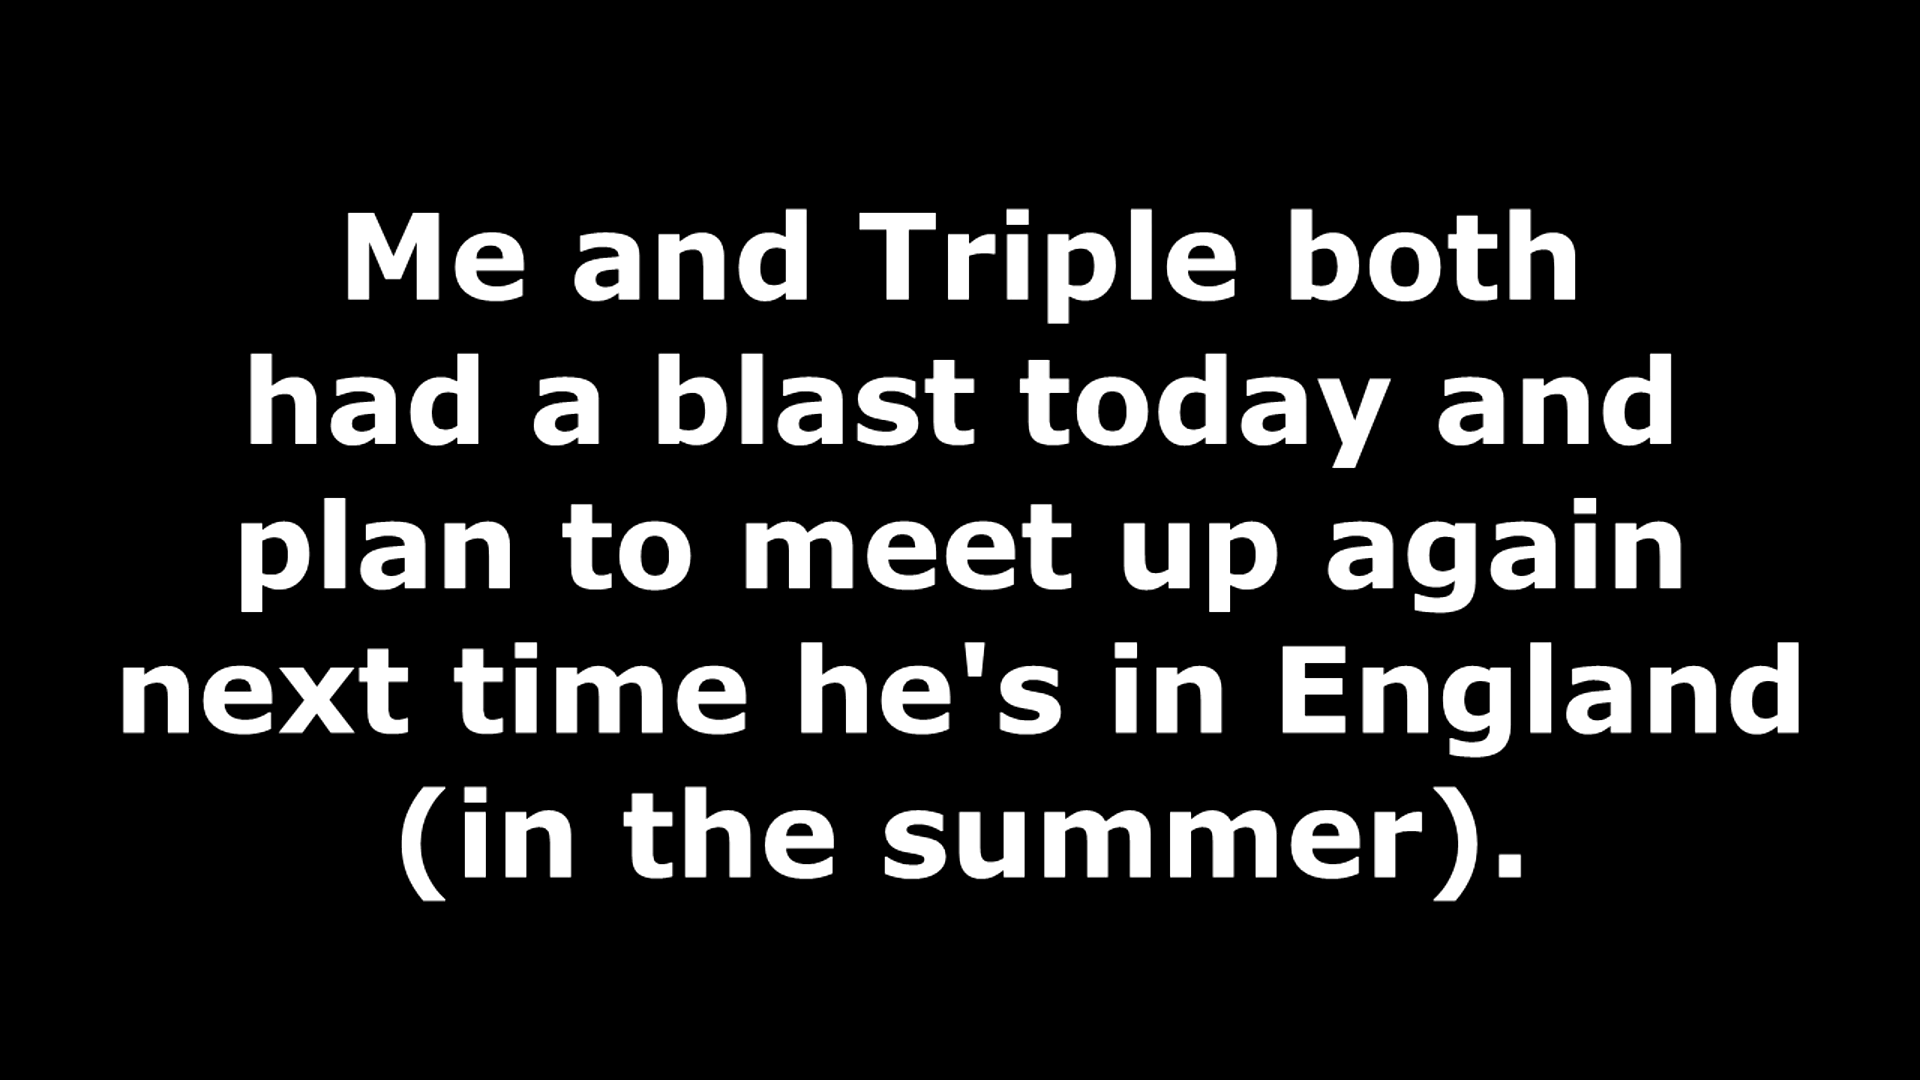 Me and Triple both
had a blast today and
plan to meet up again
next time he's in England
(in the summer).